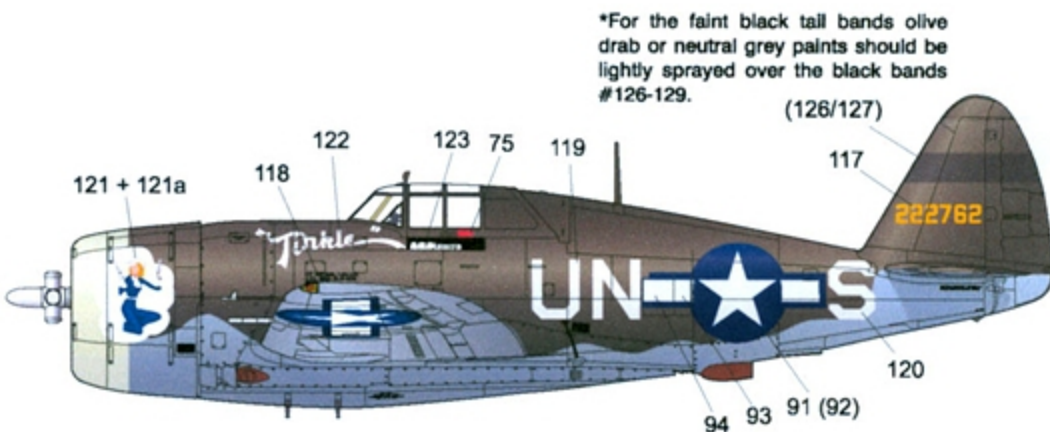 *For the faint black tail bands olive
drab or neutral grey paints should be
lightly sprayed over the black bands
#126-129.
(126/127)
122
123
75
119
117
118
121 + 121a
222762
"Tinkle"
UN
S
120
91 (92)
93
94